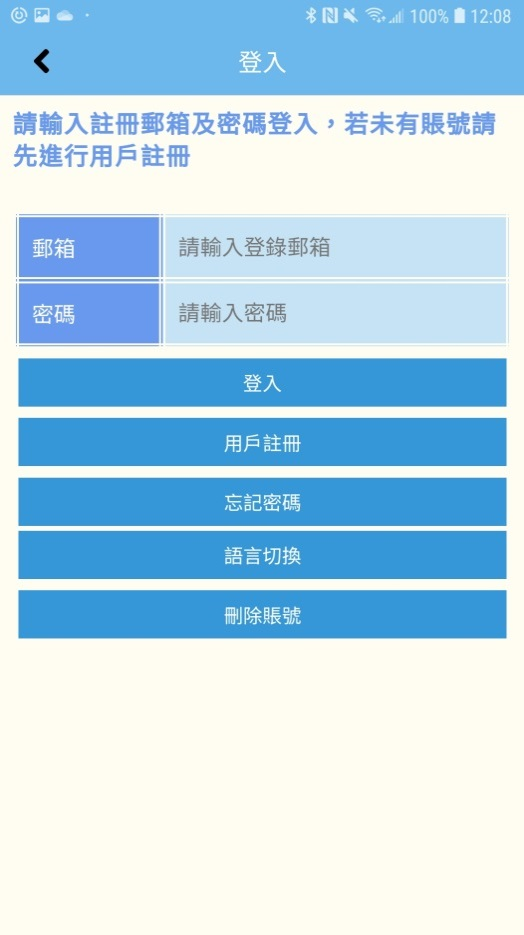 100% 12:08
登入
請輸入註冊郵箱及密碼登入，若未有賬號請
先進行用戶註冊
郵箱 請輸入登錄郵箱
密碼 請輸入密碼
登入
用戶註冊
忘記密碼
語言切換
刪除賬號